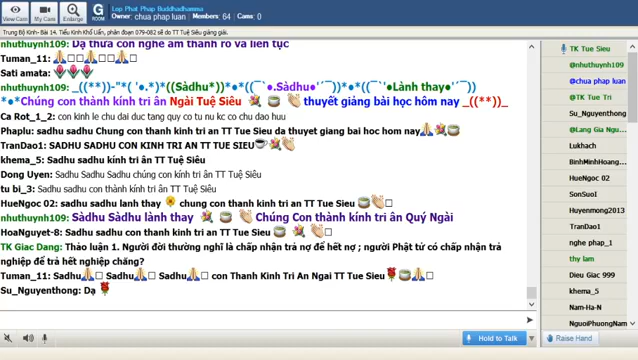 View Cam
My Cam
Enlarge
ROOM
Lop Phat Phap Buddhadhamma
Owner: chua phap luan / Members: 64 / Cams: 0
Trung Bộ Kinh- Bài 14. Tiểu Kinh Khổ Uẩn, phân đoạn 079-082 sẽ do TT Tuệ Siêu giảng giải.
nhuthuynh109: Dạ thưa con nghe âm thanh rõ và liên tục
Tuman_11:
Sati amata:
nhuthuynh109: _((**))-"*( '•.*)•((Sàdhu*))*●*((¯`●.Sàdhu●'´¯))*●*((¯`●Lành thay●'´¯))
*●*Chúng con thành kính tri ân Ngài Tuệ Siêu thuyết giảng bài học hôm nay _((**))_
Ca Rot_1_2: con kinh le chu dai duc tang quy co tu nu kc co chu dao huu
Phaplu: sadhu sadhu Chung con thanh kinh tri an TT Tue Sieu da thuyet giang bai hoc hom nay
TranDao1: SADHU SADHU CON KINH TRI AN TT TUE SIEU
khema_5: Sadhu sadhu kính tri ân TT Tuệ Siêu
Dong Uyen: Sadhu Sadhu Sadhu chúng con kính tri ân TT Tuệ Siêu
tu bi_3: Sadhu sadhu con thành kính tri ân TT Tuệ Siêu
HueNgoc 02: sadhu sadhu lanh thay chung con thanh kinh tri an TT Tue Sieu
nhuthuynh109: Sàdhu Sàdhu lành thay Chúng Con thành kính tri ân Quý Ngài
HoaNguyet-8: Sadhu sadhu con thanh kinh tri an TT Tue Sieu
TK Giac Dang: Thảo luận 1. Người đời thường nghĩ là chấp nhận trả nợ để hết nợ ; người Phật tử có chấp nhận trả
nghiệp để trả hết nghiệp chăng?
Tuman_11: Sadhu Sadhu Sadhu con Thanh Kinh Tri An Ngai TT Tue Sieu
Su_Nguyenthong: Dạ
Hold to Talk
TK Tue Sieu
@nhuthuynh109
@chua phap luan
@TK Tue Tri
Su_Nguyenthong
@Lang Gia Ngu...
Lukhach
BinhMinhHoang...
HueNgoc 02
SonSuoI
Huyenmong2013
TranDao1
nghe phap_1
thy lam
Dieu Giac 999
khema_5
Nam-Ha-N
NguoiPhuongNam
Raise Hand